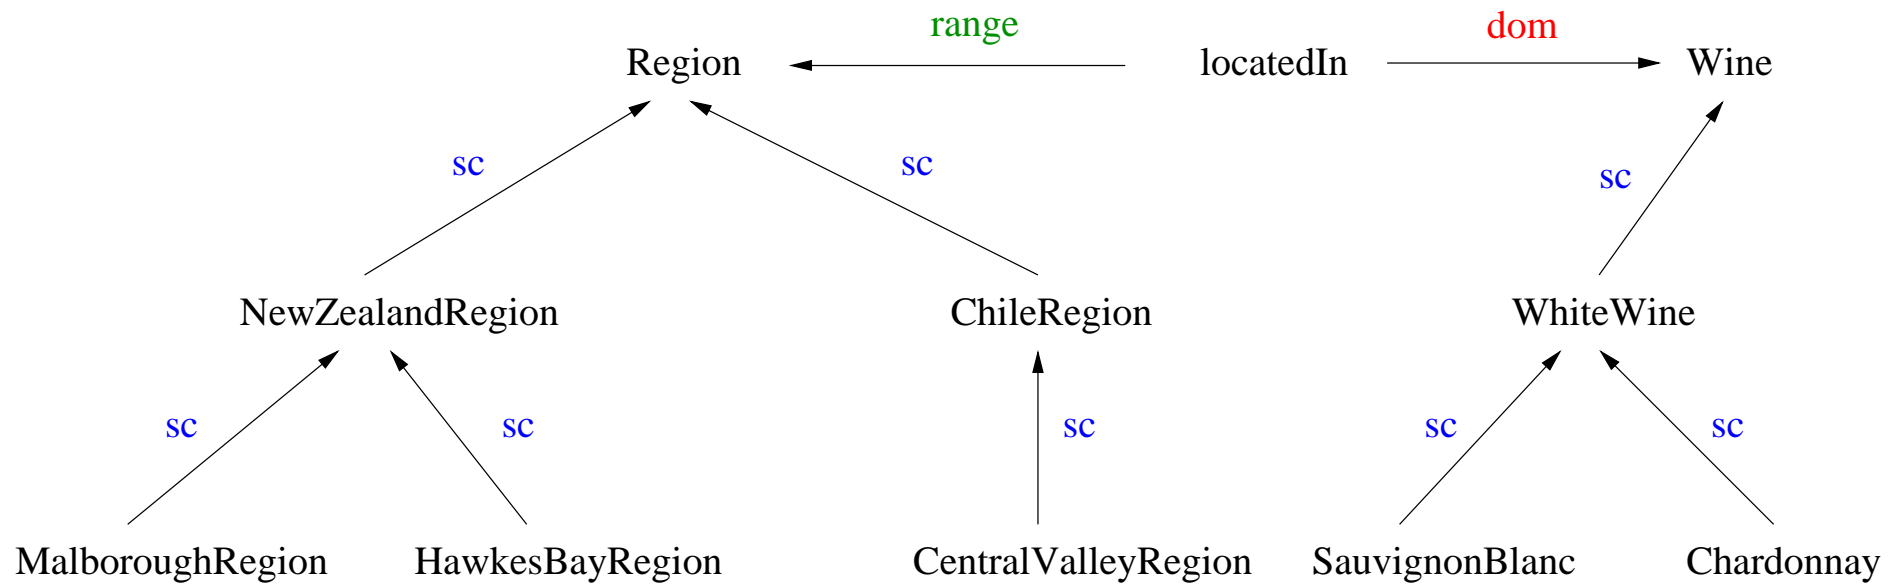 range dom
Region locatedIn Wine
sc sc sc
NewZealandRegion ChileRegion WhiteWine
sc sc sc sc sc
MalboroughRegion HawkesBayRegion CentralValleyRegion SauvignonBlanc Chardonnay